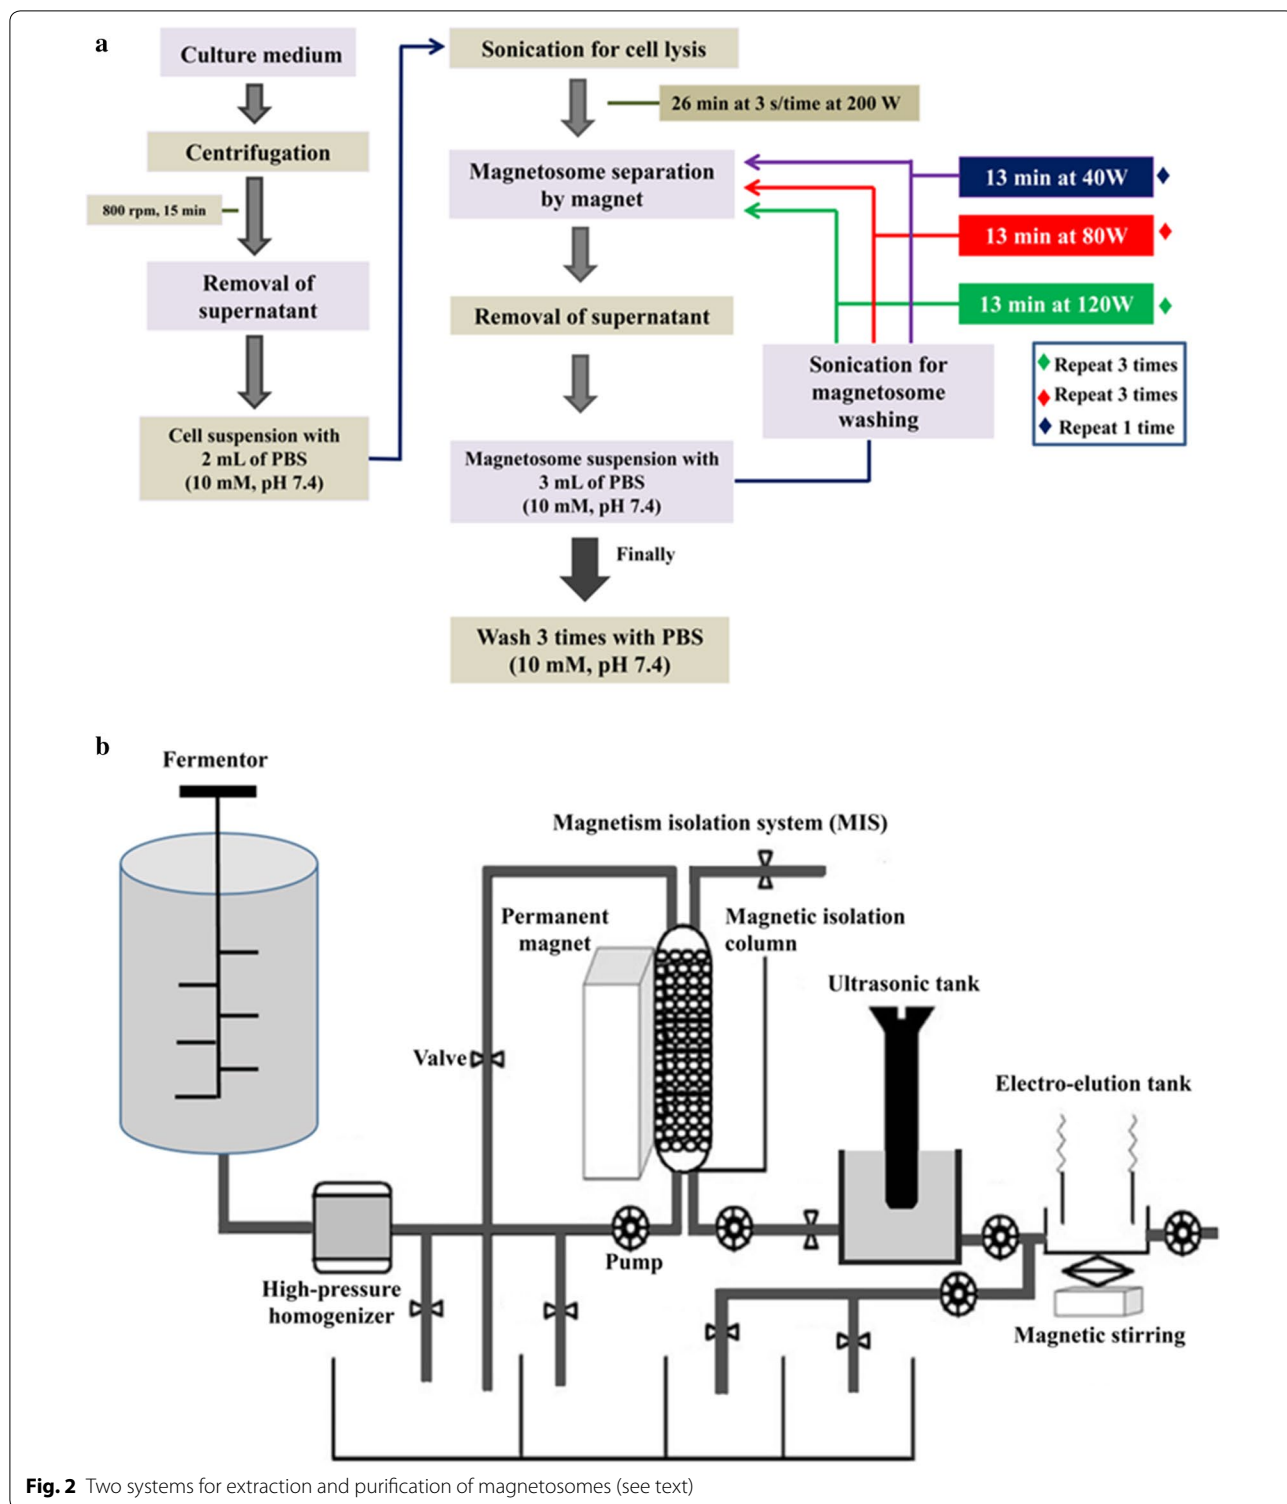 a
Culture medium
Centrifugation
800 rpm, 15 min
Removal of
supernatant
Cell suspension with
2 mL of PBS
(10 mM, pH 7.4)
Sonication for cell lysis
26 min at 3 s/time at 200 W
Magnetosome separation
by magnet
Removal of supernatant
Magnetosome suspension with
3 mL of PBS
(10 mM, pH 7.4)
Finally
Wash 3 times with PBS
(10 mM, pH 7.4)
13 min at 40W
13 min at 80W
13 min at 120W
Sonication for
magnetosome
washing
Repeat 3 times
Repeat 3 times
Repeat 1 time
b
Fermentor
Magnetism isolation system (MIS)
Permanent
magnet
Magnetic isolation
column
Ultrasonic tank
Valve
Electro-elution tank
Pump
High-pressure
homogenizer
Magnetic stirring
Fig. 2 Two systems for extraction and purification of magnetosomes (see text)